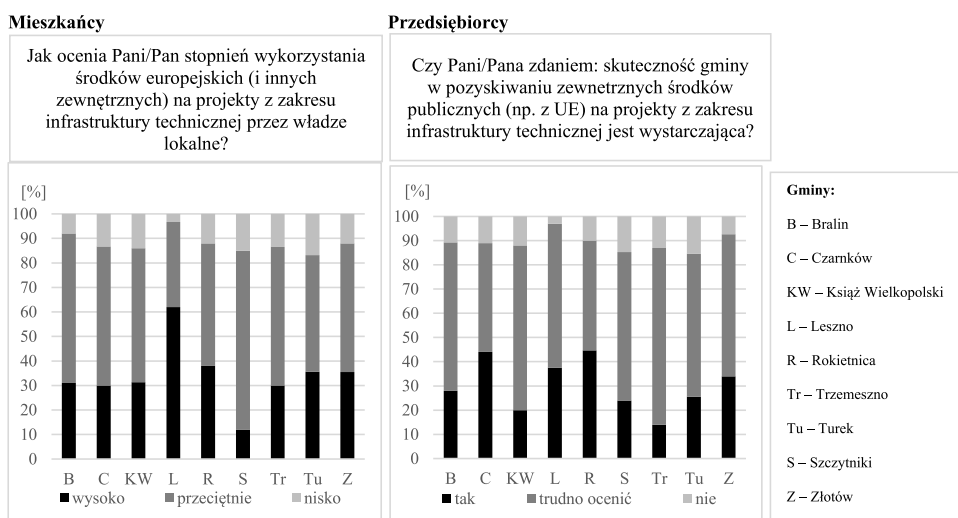 Mieszkańcy
Jak ocenia Pani/Pan stopnień wykorzystania
środków europejskich (i innych
zewnętrznych) na projekty z zakresu
infrastruktury technicznej przez władze
lokalne?
[%]
100
90
80
70
60
50
40
30
20
10
0
B C KW L R S Tr Tu Z
wysoko przeciętnie nisko
Przedsiębiorcy
Czy Pani/Pana zdaniem: skuteczność gminy
w pozyskiwaniu zewnetrznych środków
publicznych (np. z UE) na projekty z zakresu
infrastruktury technicznej jest wystarczająca?
[%]
100
90
80
70
60
50
40
30
20
10
0
B C KW L R S Tr Tu Z
tak trudno ocenić nie
Gminy:
B – Bralin
C – Czarnków
KW – Książ Wielkopolski
L – Leszno
R – Rokietnica
Tr – Trzemeszno
Tu – Turek
S – Szczytniki
Z – Złotów